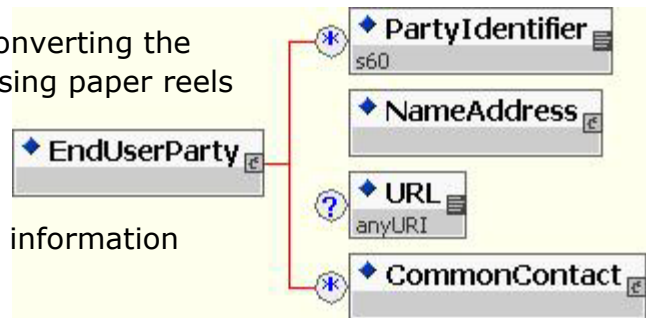 onverting the
sing paper reels
information
EndUserParty
* PartyIdentifier
s60
NameAddress
? URL
anyURI
* CommonContact